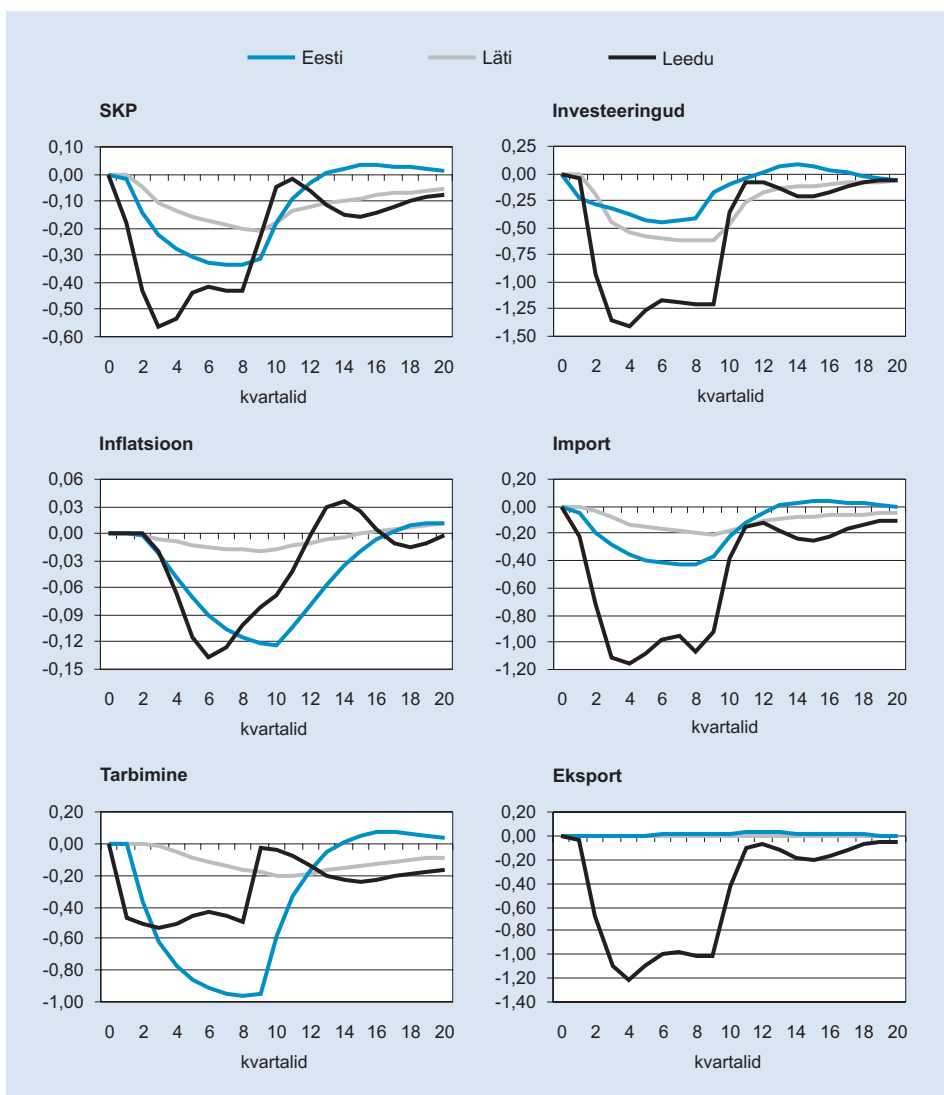 Eesti Läti Leedu
SKP
0,10
0,00
-0,10
-0,20
-0,30
-0,40
-0,50
-0,60
0 2 4 6 8 10 12 14 16 18 20
kvartalid
Investeeringud
0,25
0,00
-0,25
-0,50
-0,75
-1,00
-1,25
-1,50
0 2 4 6 8 10 12 14 16 18 20
kvartalid
Inflatsioon
0,06
0,03
0,00
-0,03
-0,06
-0,09
-0,12
-0,15
0 2 4 6 8 10 12 14 16 18 20
kvartalid
Import
0,20
0,00
-0,20
-0,40
-0,60
-0,80
-1,00
-1,20
0 2 4 6 8 10 12 14 16 18 20
kvartalid
Tarbimine
0,20
0,00
-0,20
-0,40
-0,60
-0,80
-1,00
0 2 4 6 8 10 12 14 16 18 20
kvartalid
Eksport
0,20
0,00
-0,20
-0,40
-0,60
-0,80
-1,00
-1,20
-1,40
0 2 4 6 8 10 12 14 16 18 20
kvartalid